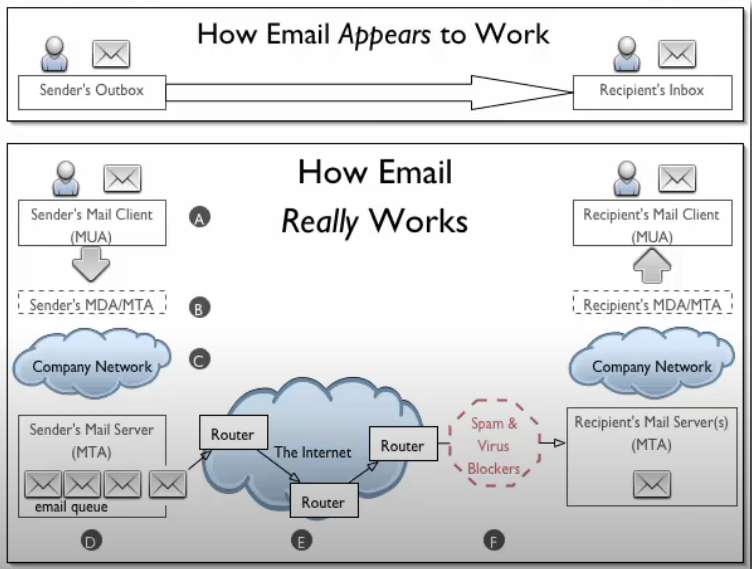 How Email Appears to Work
Sender's Outbox
Recipient's Inbox
How Email
Really Works
Sender's Mail Client
(MUA)
A
Recipient's Mail Client
(MUA)
Sender's MDA/MTA
B
Recipient's MDA/MTA
Company Network
C
Company Network
Sender's Mail Server
(MTA)
email queue
Router
The Internet
Router
Router
Spam &
Virus
Blockers
Recipient's Mail Server(s)
(MTA)
D
E
F